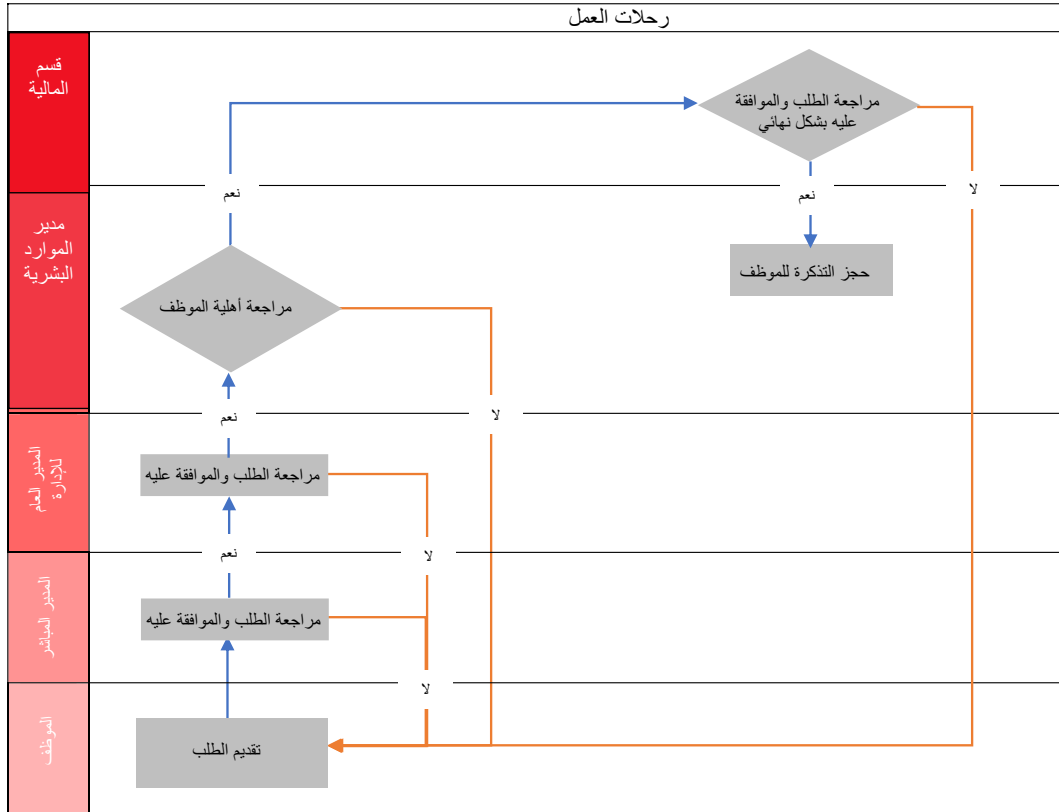 رحلات العمل
قسم
المالية
مراجعة الطلب والموافقة
عليه بشكل نهائي
لا
نعم
نعم
مدير
الموارد
البشرية
حجز التذكرة للموظف
مراجعة أهلية الموظف
لا
نعم
المدير العام
للإدارة
مراجعة الطلب والموافقة عليه
لا
نعم
المدير المباشر
مراجعة الطلب والموافقة عليه
لا
الموظف
تقديم الطلب